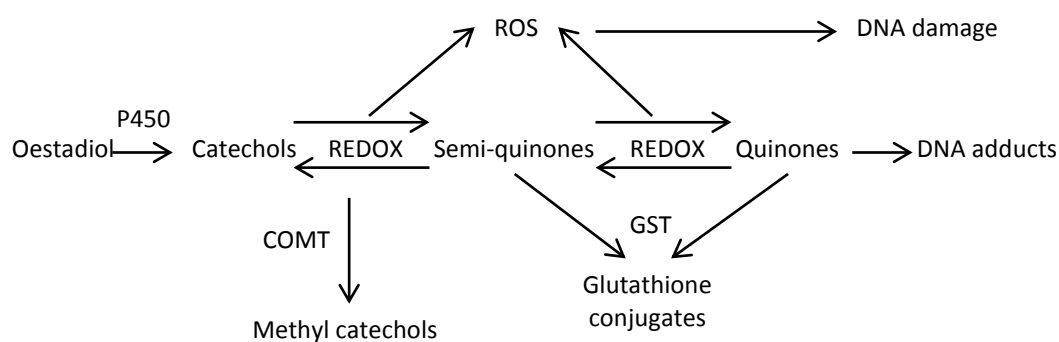 ROS
DNA damage
P450
Oestadiol
Catechols
REDOX
Semi-quinones
REDOX
Quinones
DNA adducts
COMT
GST
Glutathione
conjugates
Methyl catechols